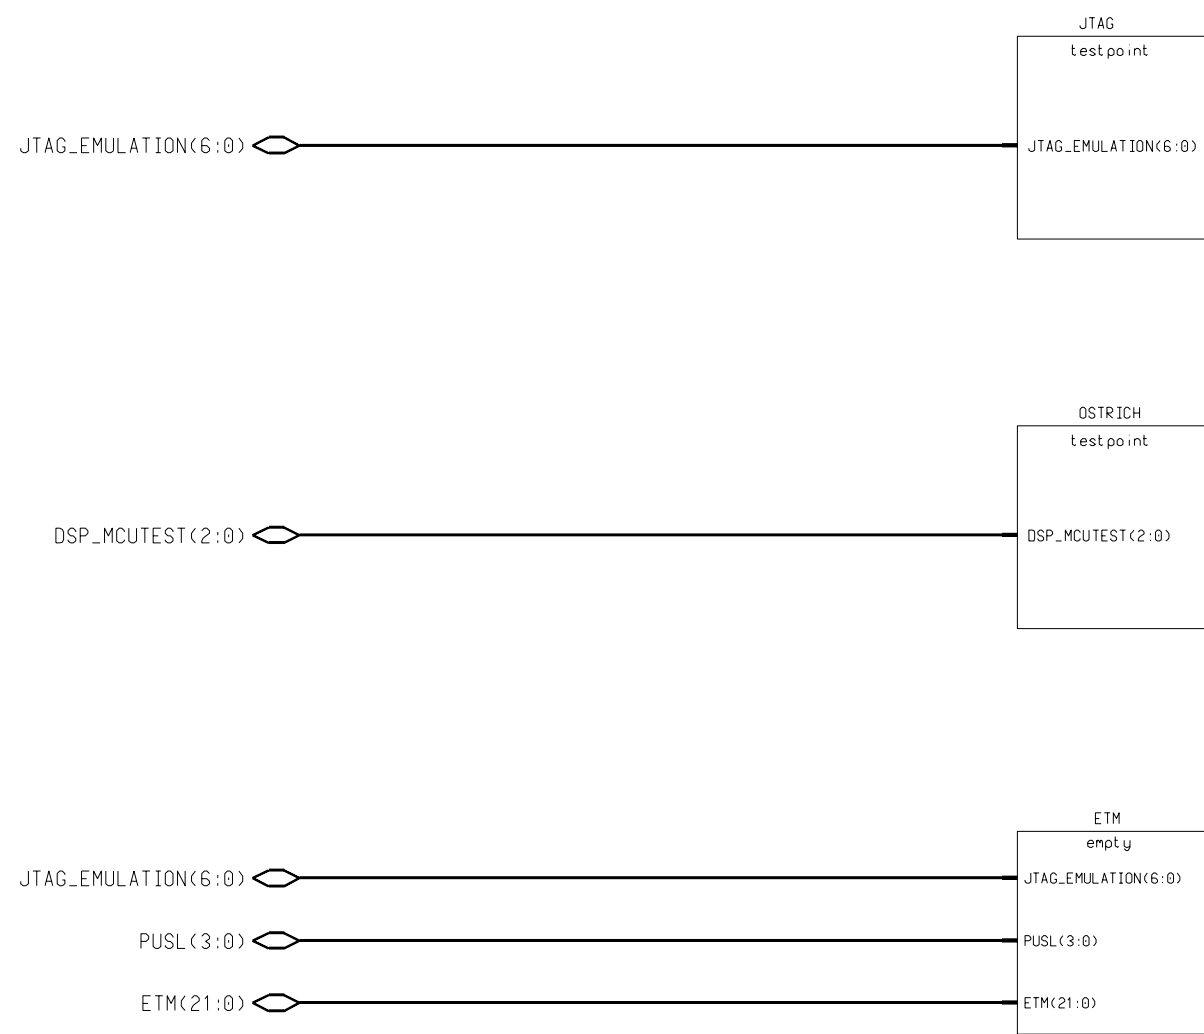 JTAG
testpoint
JTAG_EMULATION(6:0) JTAG_EMULATION(6:0)
OSTRICH
testpoint
DSP_MCUTEST(2:0) DSP_MCUTEST(2:0)
ETM
empty
JTAG_EMULATION(6:0) JTAG_EMULATION(6:0)
PUSL(3:0) PUSL(3:0)
ETM(21:0) ETM(21:0)